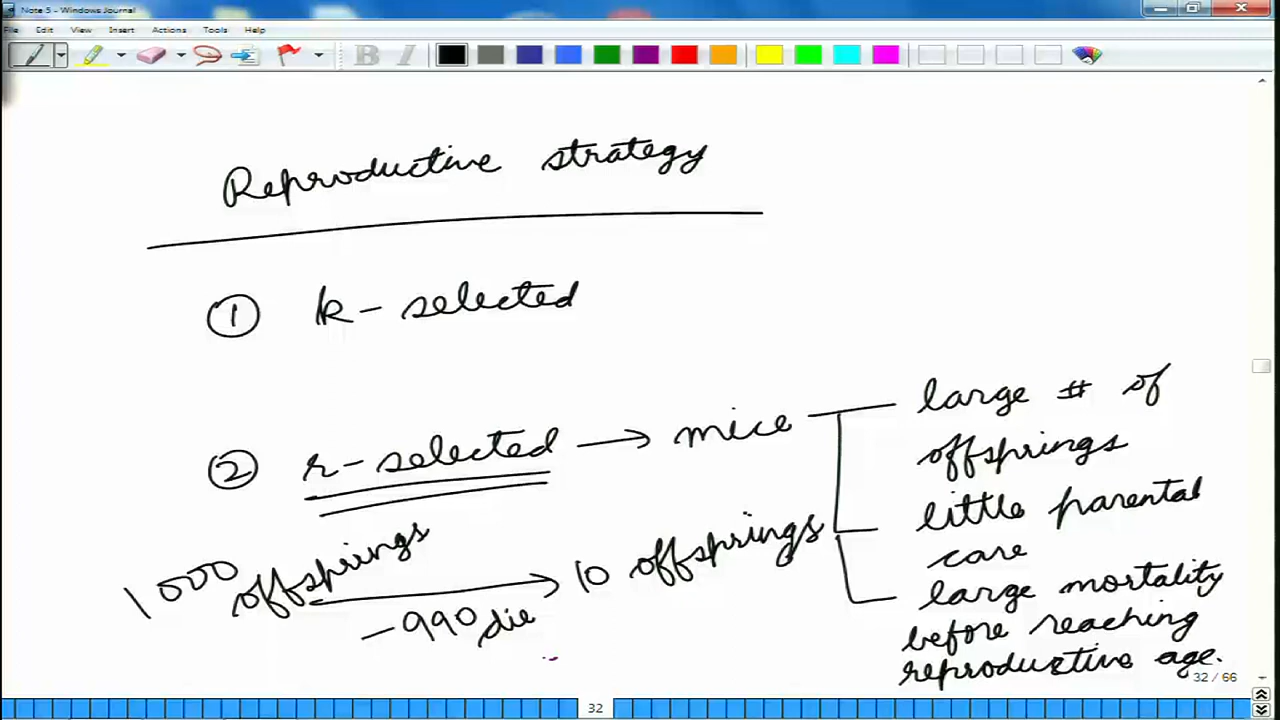 Note 5 - Windows Journal
File Edit View Insert Actions Tools Help
B I
Reproductive strategy
① k - selected
② r - selected → mice
large # of
offsprings
little parental
care
large mortality
before reaching
reproductive age.
1000 offsprings → 10 offsprings
- 990 die
32 / 66
32